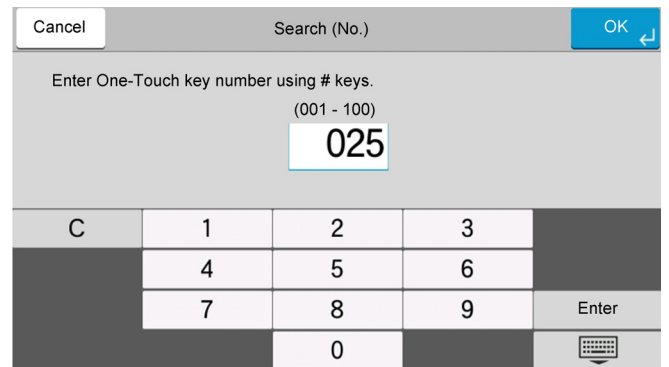 Cancel
Search (No.)
OK
Enter One-Touch key number using # keys.
(001 - 100)
025
C 1 2 3
4 5 6
7 8 9 Enter
0